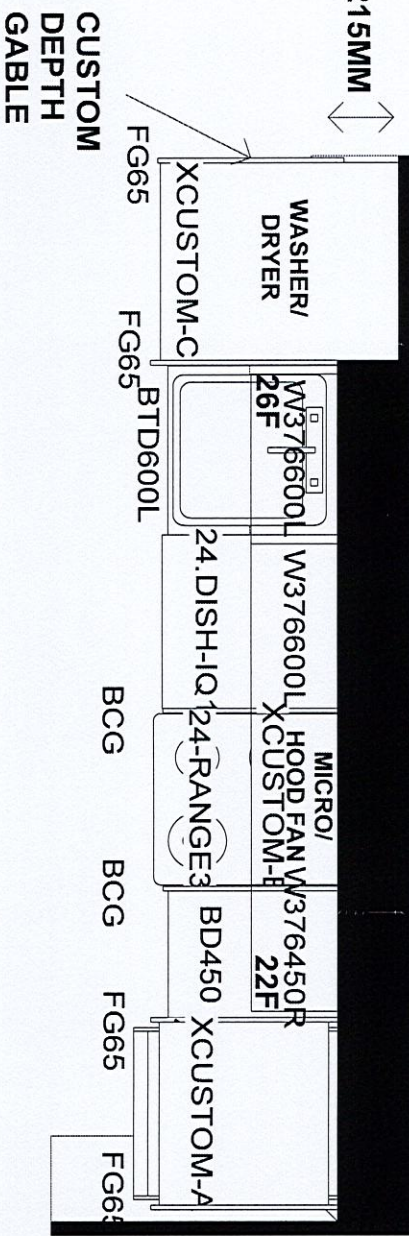 215MM
CUSTOM
DEPTH
GABLE
FG65
XCUSTOM-C
WASHER/
DRYER
FG65
BTD600L
W376600L
26F
24.DISH-IQ1
W376600L
BCG
24-RANGE3
XCUSTOM-B
MICRO/
HOOD FAN
BCG
BD450
W376450R
22F
FG65
XCUSTOM-A
FG65